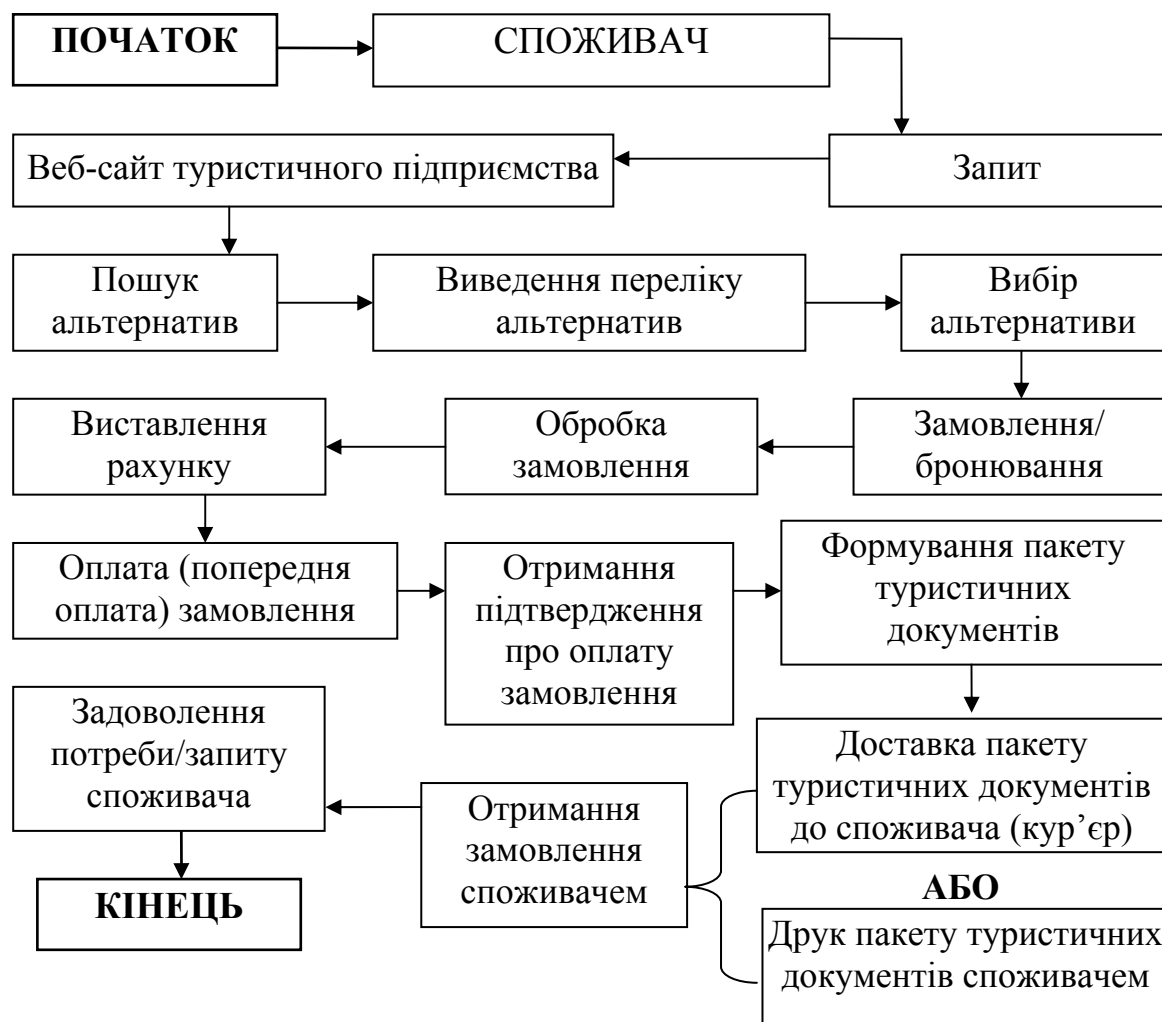 ПОЧАТОК
СПОЖИВАЧ
Запит
Веб-сайт туристичного підприємства
Пошук
альтернатив
Виведення переліку
альтернатив
Вибір
альтернативи
Замовлення/
бронювання
Обробка
замовлення
Виставлення
рахунку
Оплата (попередня
оплата) замовлення
Отримання
підтвердження
про оплату
замовлення
Формування пакету
туристичних
документів
Доставка пакету
туристичних документів
до споживача (кур’єр)
АБО
Друк пакету туристичних
документів споживачем
Отримання
замовлення
споживачем
Задоволення
потреби/запиту
споживача
КІНЕЦЬ